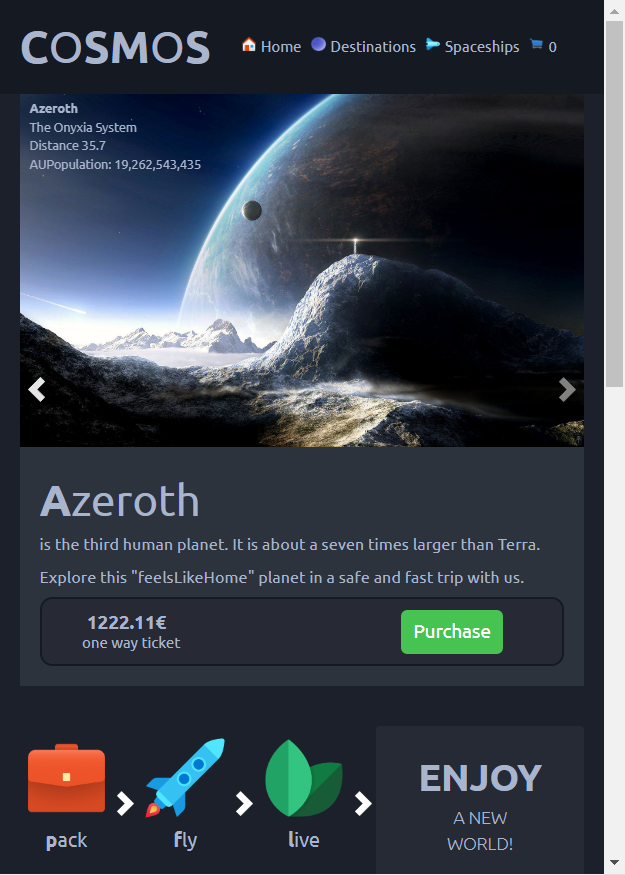 COSMOS
Home Destinations Spaceships 0
Azeroth
The Onyxia System
Distance 35.7
AUPopulation: 19,262,543,435
Azeroth
is the third human planet. It is about a seven times larger than Terra.
Explore this "feelsLikeHome" planet in a safe and fast trip with us.
1222.11€
one way ticket
Purchase
pack
fly
live
ENJOY
A NEW
WORLD!